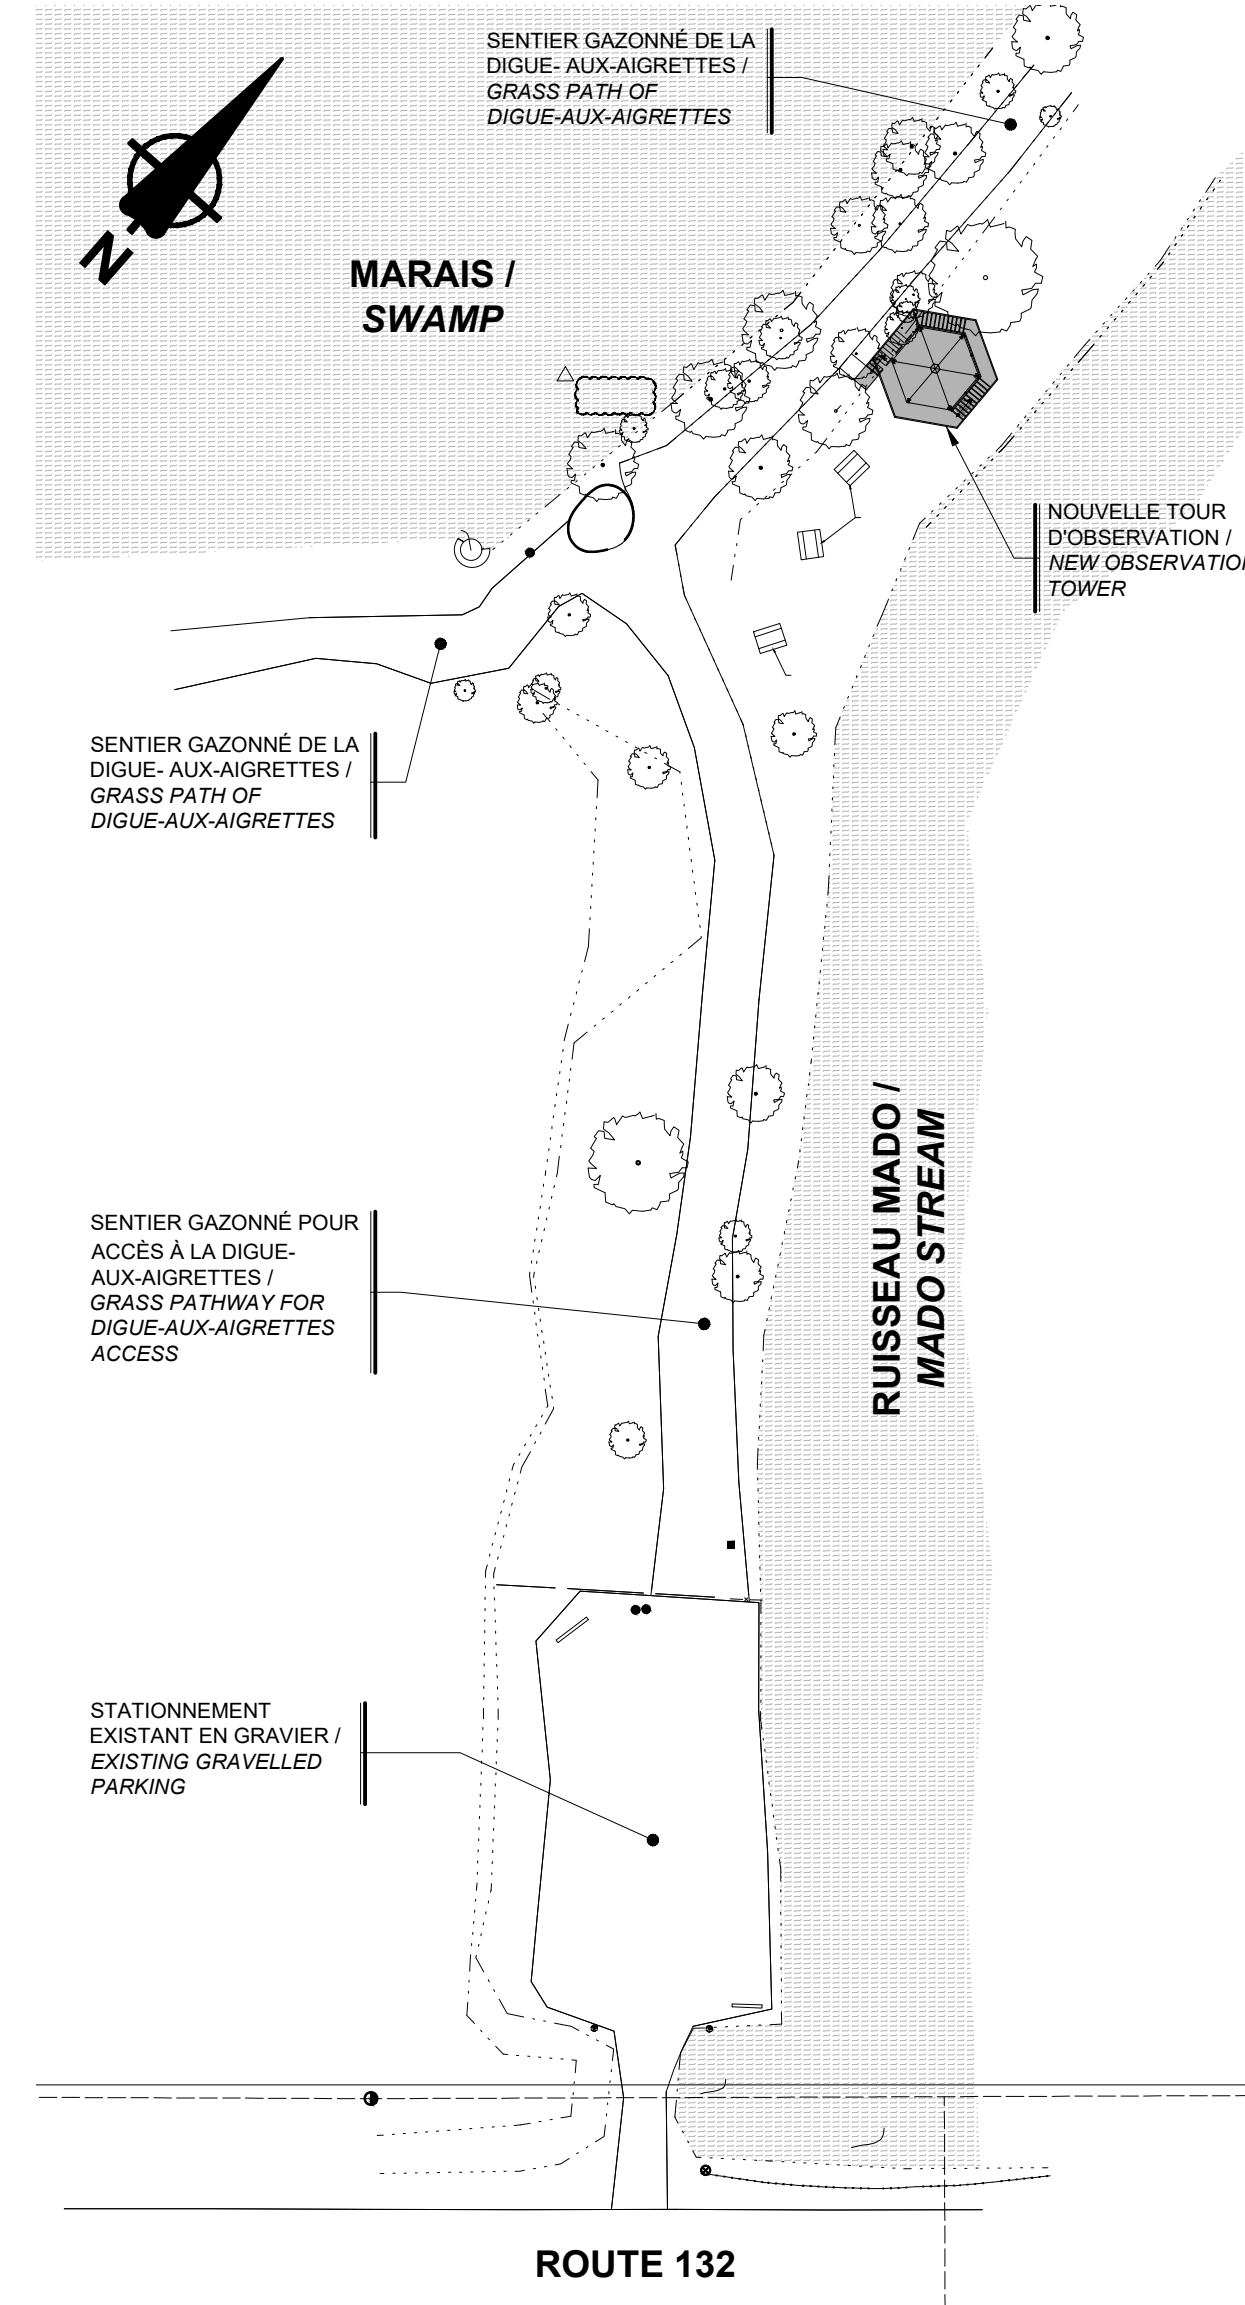 SENTIER GAZONNÉ DE LA
DIGUE- AUX-AIGRETTES /
GRASS PATH OF
DIGUE-AUX-AIGRETTES
N
MARAIS /
SWAMP
NOUVELLE TOUR
D'OBSERVATION /
NEW OBSERVATION
TOWER
SENTIER GAZONNÉ DE LA
DIGUE- AUX-AIGRETTES /
GRASS PATH OF
DIGUE-AUX-AIGRETTES
RUISSEAU MADO /
MADO STREAM
SENTIER GAZONNÉ POUR
ACCÈS À LA DIGUE-
AUX-AIGRETTES /
GRASS PATHWAY FOR
DIGUE-AUX-AIGRETTES
ACCESS
STATIONNEMENT
EXISTANT EN GRAVIER /
EXISTING GRAVELLED
PARKING
ROUTE 132